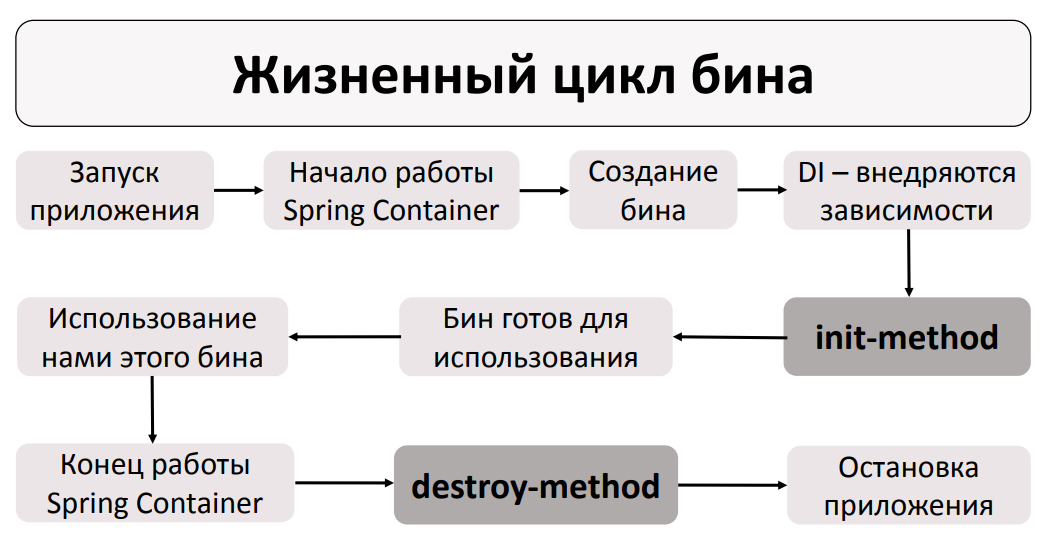 Жизненный цикл бина
Запуск
приложения
Начало работы
Spring Container
Создание
бина
DI – внедряются
зависимости
init-method
Бин готов для
использования
Использование
нами этого бина
Конец работы
Spring Container
destroy-method
Остановка
приложения